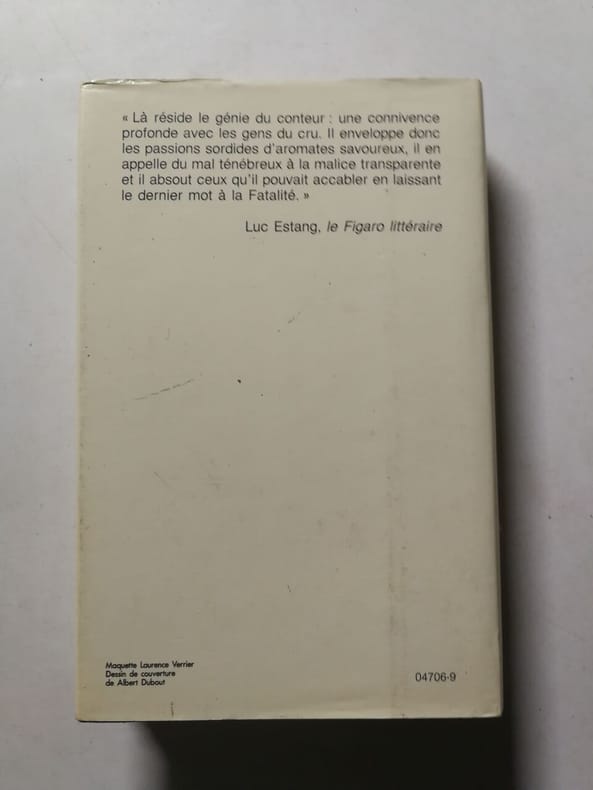 « Là réside le génie du conteur : une connivence
profonde avec les gens du cru. Il enveloppe donc
les passions sordides d'aromates savoureux, il en
appelle du mal ténébreux à la malice transparente
et il absout ceux qu'il pouvait accabler en laissant
le dernier mot à la Fatalité. »
Luc Estang, le Figaro littéraire
Maquette Laurence Verrier
Dessin de couverture
de Albert Dubout
04706-9